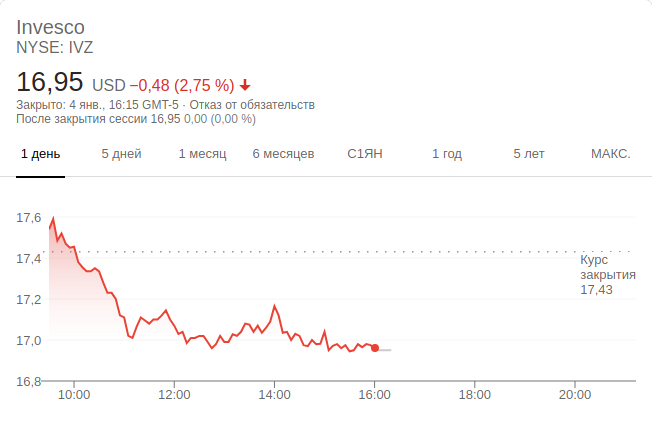 Invesco
NYSE: IVZ
16,95 USD −0,48 (2,75 %)
Закрыто: 4 янв., 16:15 GMT-5 · Отказ от обязательств
После закрытия сессии 16,95 0,00 (0,00 %)
1 день 5 дней 1 месяц 6 месяцев С1ЯН 1 год 5 лет МАКС.
17,6
17,4
17,2
17,0
16,8
Курс
закрытия
17,43
10:00 12:00 14:00 16:00 18:00 20:00